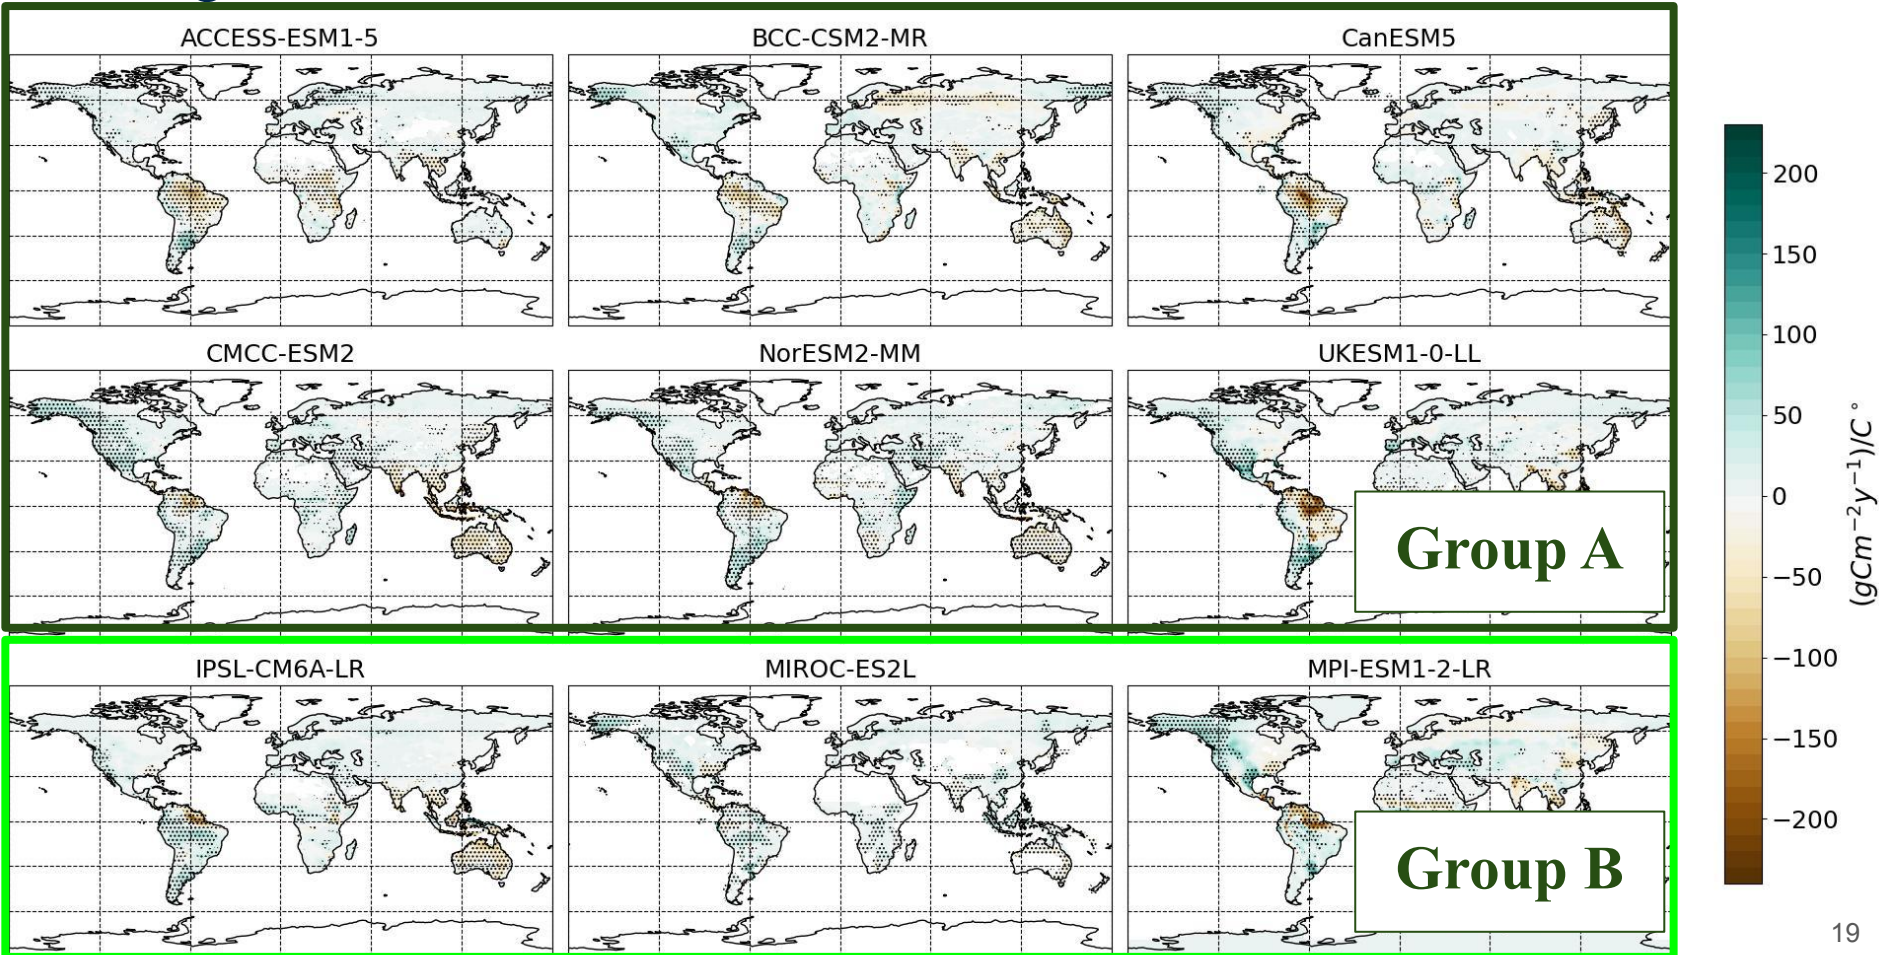 ACCESS-ESM1-5
BCC-CSM2-MR
CanESM5
CMCC-ESM2
NorESM2-MM
UKESM1-0-LL
Group A
IPSL-CM6A-LR
MIROC-ES2L
MPI-ESM1-2-LR
Group B
200
150
100
50
0
−50
−100
−150
−200
(gCm⁻²y⁻¹)/C°
19